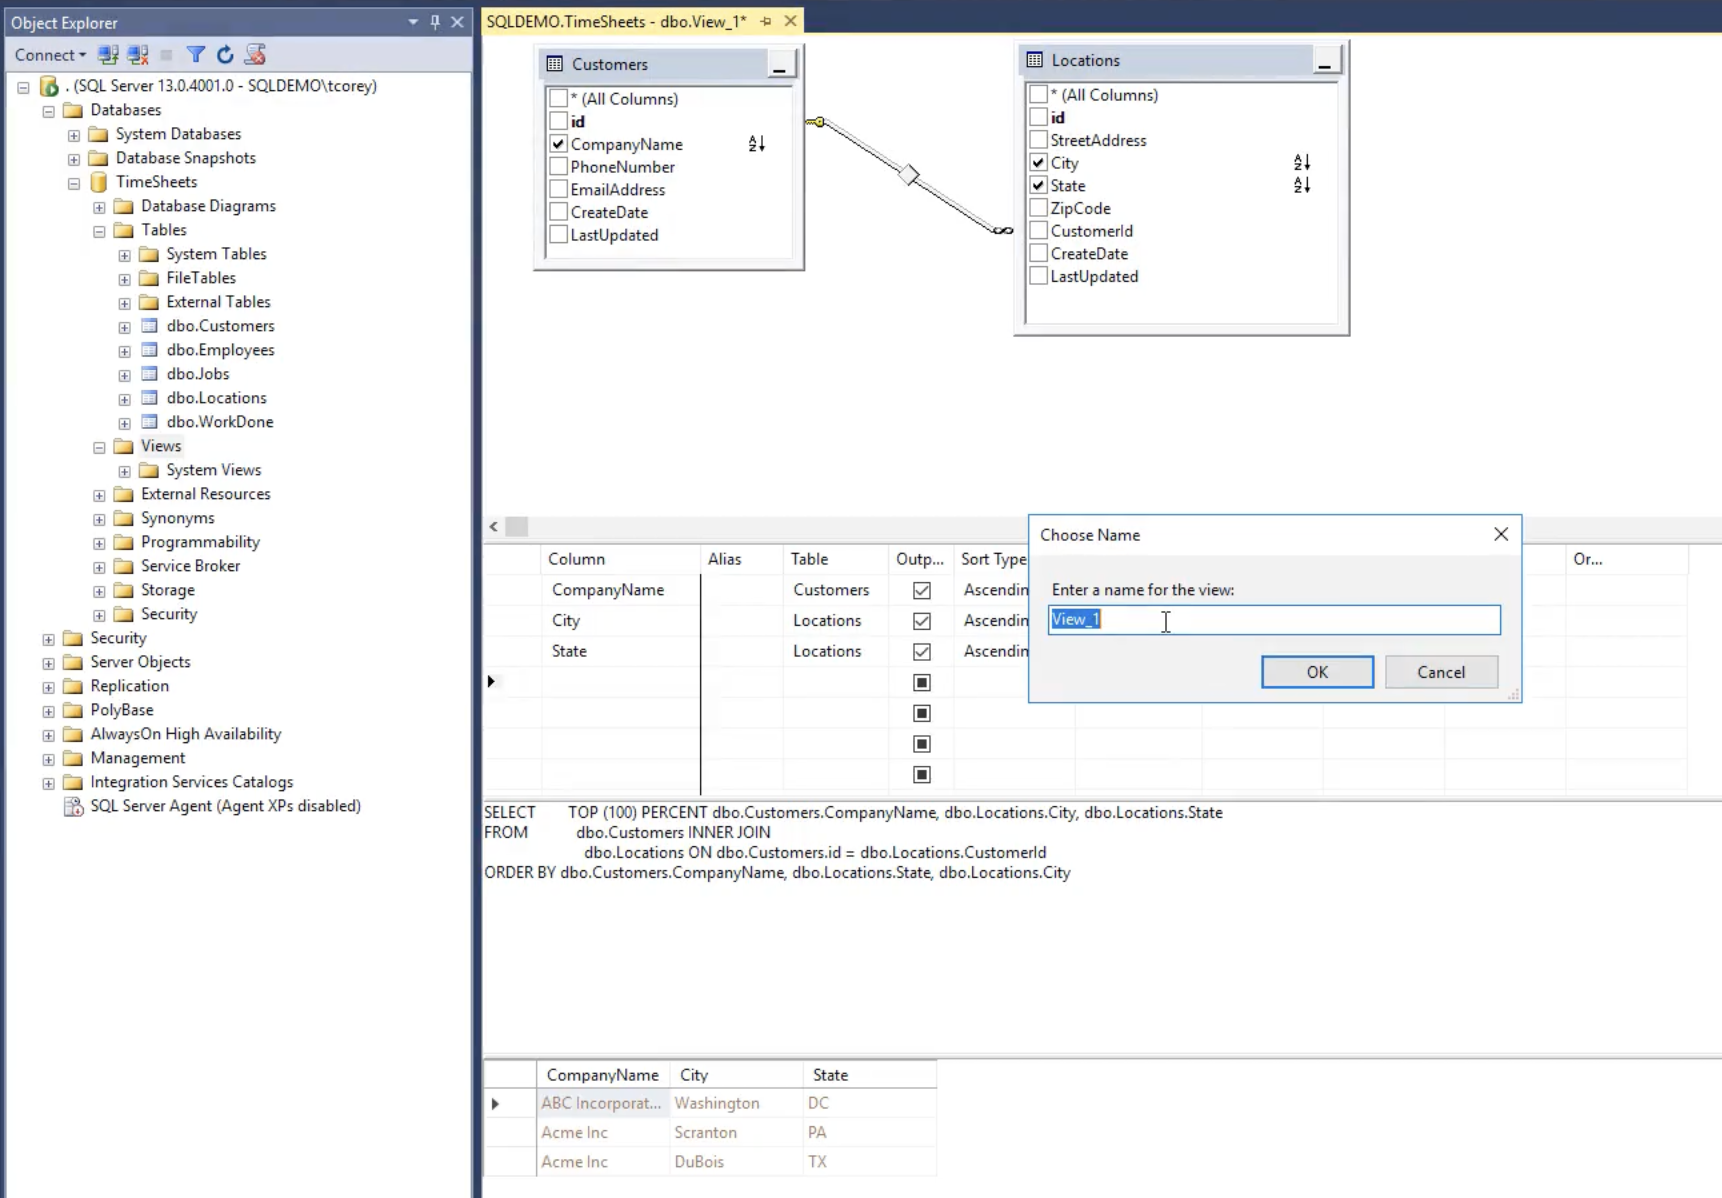 Object Explorer
Connect
. (SQL Server 13.0.4001.0 - SQLDEMO\tcorey)
Databases
System Databases
Database Snapshots
TimeSheets
Database Diagrams
Tables
System Tables
FileTables
External Tables
dbo.Customers
dbo.Employees
dbo.Jobs
dbo.Locations
dbo.WorkDone
Views
System Views
External Resources
Synonyms
Programmability
Service Broker
Storage
Security
Security
Server Objects
Replication
PolyBase
AlwaysOn High Availability
Management
Integration Services Catalogs
SQL Server Agent (Agent XPs disabled)
SQLDEMO.TimeSheets - dbo.View_1*
Customers
* (All Columns)
id
CompanyName
PhoneNumber
EmailAddress
CreateDate
LastUpdated
Locations
* (All Columns)
id
StreetAddress
City
State
ZipCode
CustomerId
CreateDate
LastUpdated
Column Alias Table Outp... Sort Type Or...
CompanyName Customers Ascendin
City Locations Ascendin
State Locations Ascendin
Choose Name
Enter a name for the view:
View_1
OK Cancel
SELECT TOP (100) PERCENT dbo.Customers.CompanyName, dbo.Locations.City, dbo.Locations.State
FROM dbo.Customers INNER JOIN
dbo.Locations ON dbo.Customers.id = dbo.Locations.CustomerId
ORDER BY dbo.Customers.CompanyName, dbo.Locations.State, dbo.Locations.City
CompanyName City State
ABC Incorporat... Washington DC
Acme Inc Scranton PA
Acme Inc DuBois TX